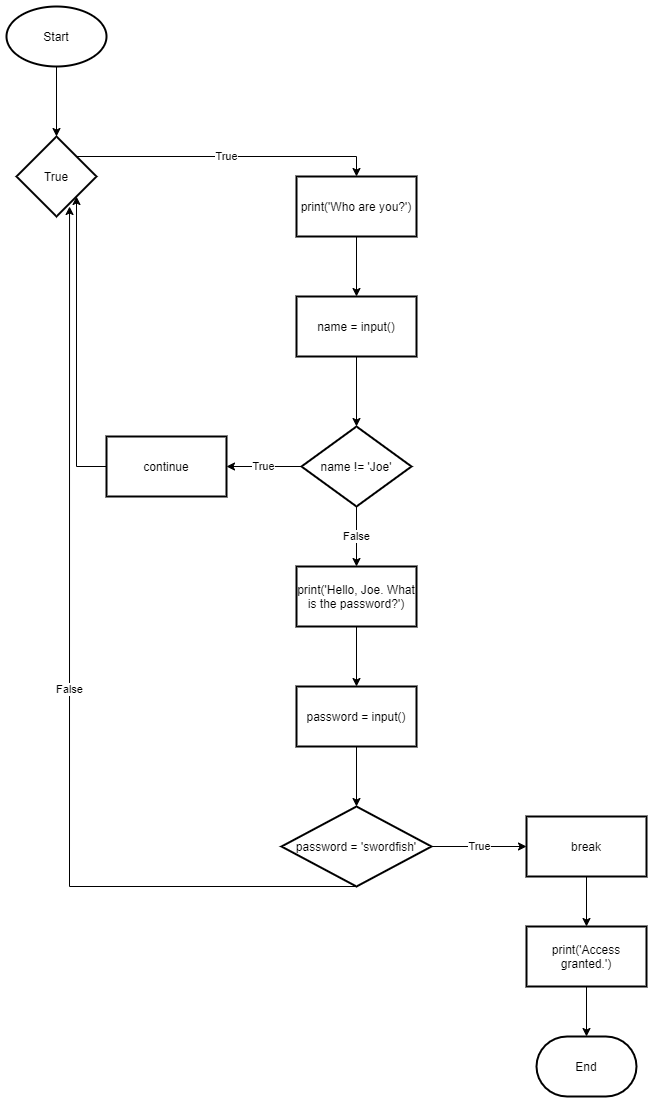 Start
True
True
print('Who are you?')
name = input()
name != 'Joe'
True
continue
False
print('Hello, Joe. What
is the password?')
password = input()
False
password = 'swordfish'
True
break
print('Access
granted.')
End